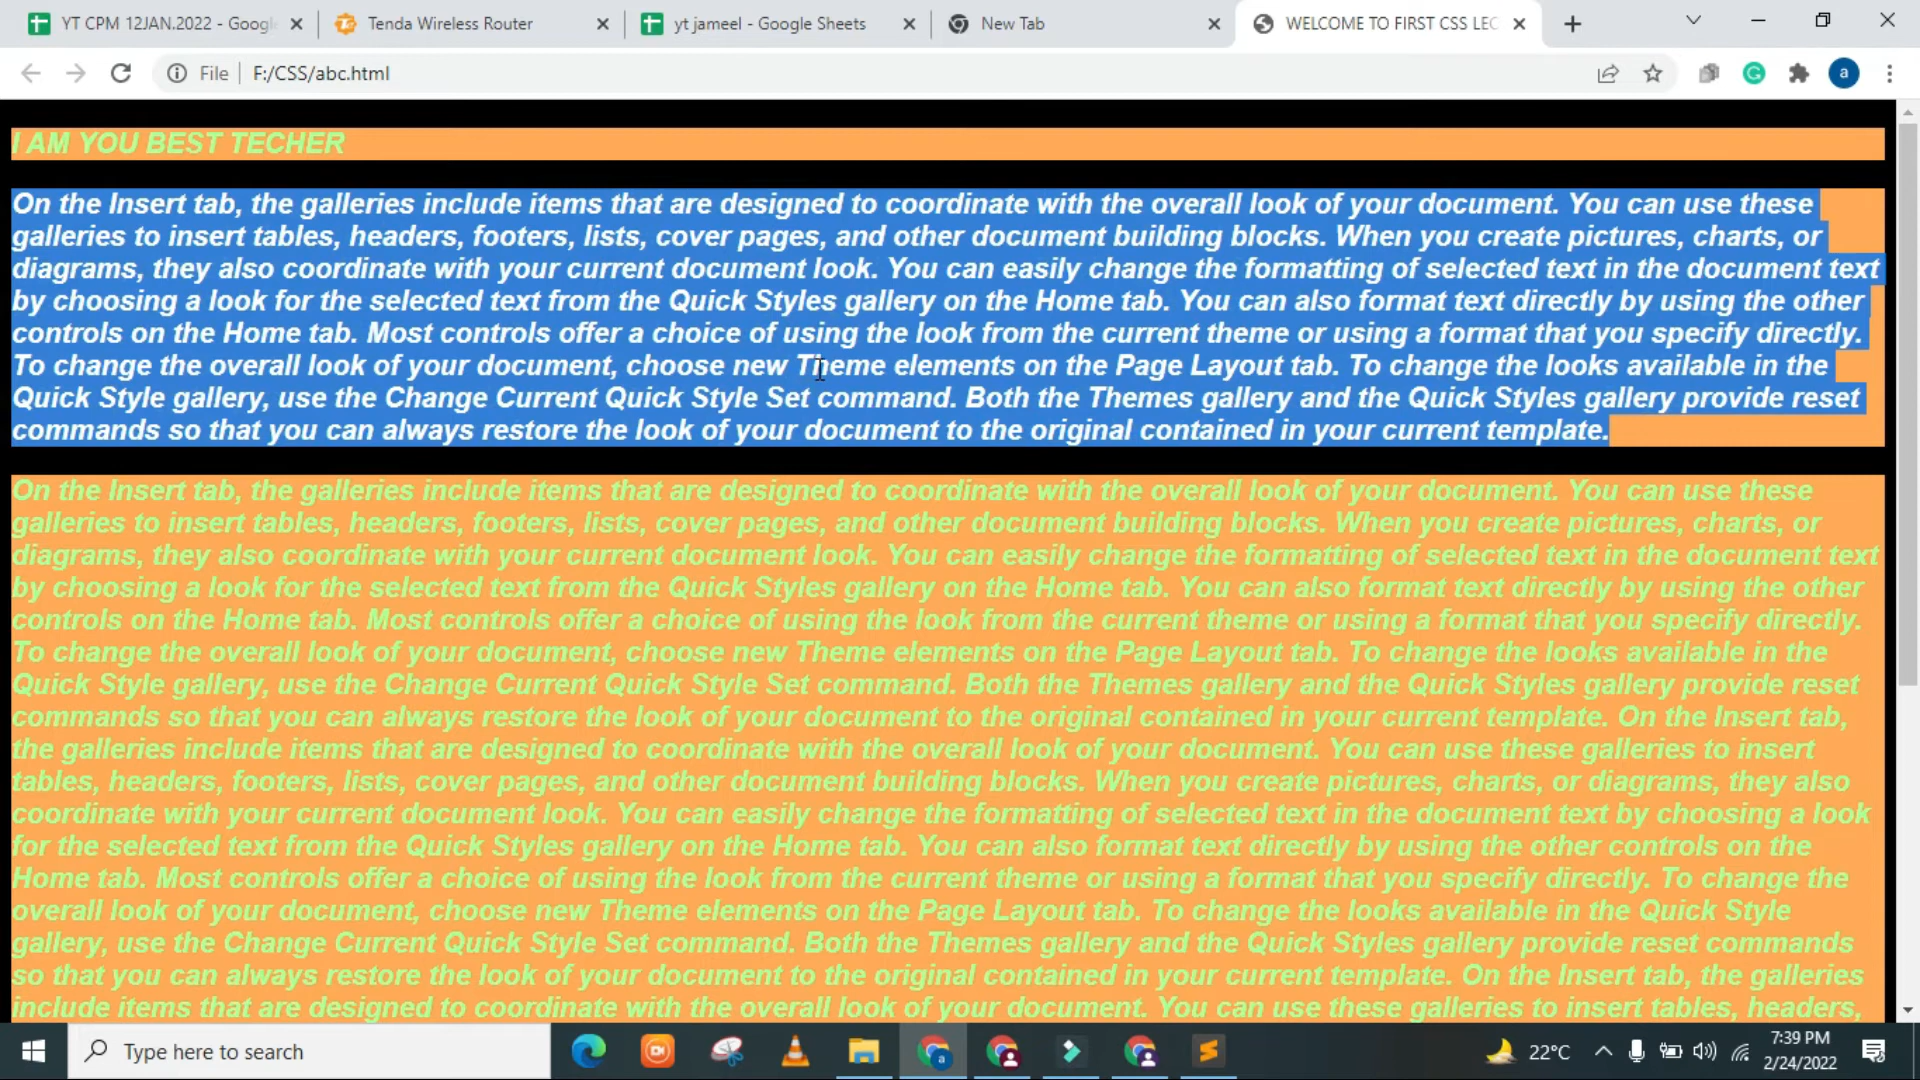 YT CPM 12JAN.2022 - Googl
Tenda Wireless Router
yt jameel - Google Sheets
New Tab
WELCOME TO FIRST CSS LEC
File
F:/CSS/abc.html
a
I AM YOU BEST TECHER
On the Insert tab, the galleries include items that are designed to coordinate with the overall look of your document. You can use these
galleries to insert tables, headers, footers, lists, cover pages, and other document building blocks. When you create pictures, charts, or
diagrams, they also coordinate with your current document look. You can easily change the formatting of selected text in the document text
by choosing a look for the selected text from the Quick Styles gallery on the Home tab. You can also format text directly by using the other
controls on the Home tab. Most controls offer a choice of using the look from the current theme or using a format that you specify directly.
To change the overall look of your document, choose new Theme elements on the Page Layout tab. To change the looks available in the
Quick Style gallery, use the Change Current Quick Style Set command. Both the Themes gallery and the Quick Styles gallery provide reset
commands so that you can always restore the look of your document to the original contained in your current template.
On the Insert tab, the galleries include items that are designed to coordinate with the overall look of your document. You can use these
galleries to insert tables, headers, footers, lists, cover pages, and other document building blocks. When you create pictures, charts, or
diagrams, they also coordinate with your current document look. You can easily change the formatting of selected text in the document text
by choosing a look for the selected text from the Quick Styles gallery on the Home tab. You can also format text directly by using the other
controls on the Home tab. Most controls offer a choice of using the look from the current theme or using a format that you specify directly.
To change the overall look of your document, choose new Theme elements on the Page Layout tab. To change the looks available in the
Quick Style gallery, use the Change Current Quick Style Set command. Both the Themes gallery and the Quick Styles gallery provide reset
commands so that you can always restore the look of your document to the original contained in your current template. On the Insert tab,
the galleries include items that are designed to coordinate with the overall look of your document. You can use these galleries to insert
tables, headers, footers, lists, cover pages, and other document building blocks. When you create pictures, charts, or diagrams, they also
coordinate with your current document look. You can easily change the formatting of selected text in the document text by choosing a look
for the selected text from the Quick Styles gallery on the Home tab. You can also format text directly by using the other controls on the
Home tab. Most controls offer a choice of using the look from the current theme or using a format that you specify directly. To change the
overall look of your document, choose new Theme elements on the Page Layout tab. To change the looks available in the Quick Style
gallery, use the Change Current Quick Style Set command. Both the Themes gallery and the Quick Styles gallery provide reset commands
so that you can always restore the look of your document to the original contained in your current template. On the Insert tab, the galleries
include items that are designed to coordinate with the overall look of your document. You can use these galleries to insert tables, headers,
Type here to search
22°C
7:39 PM
2/24/2022